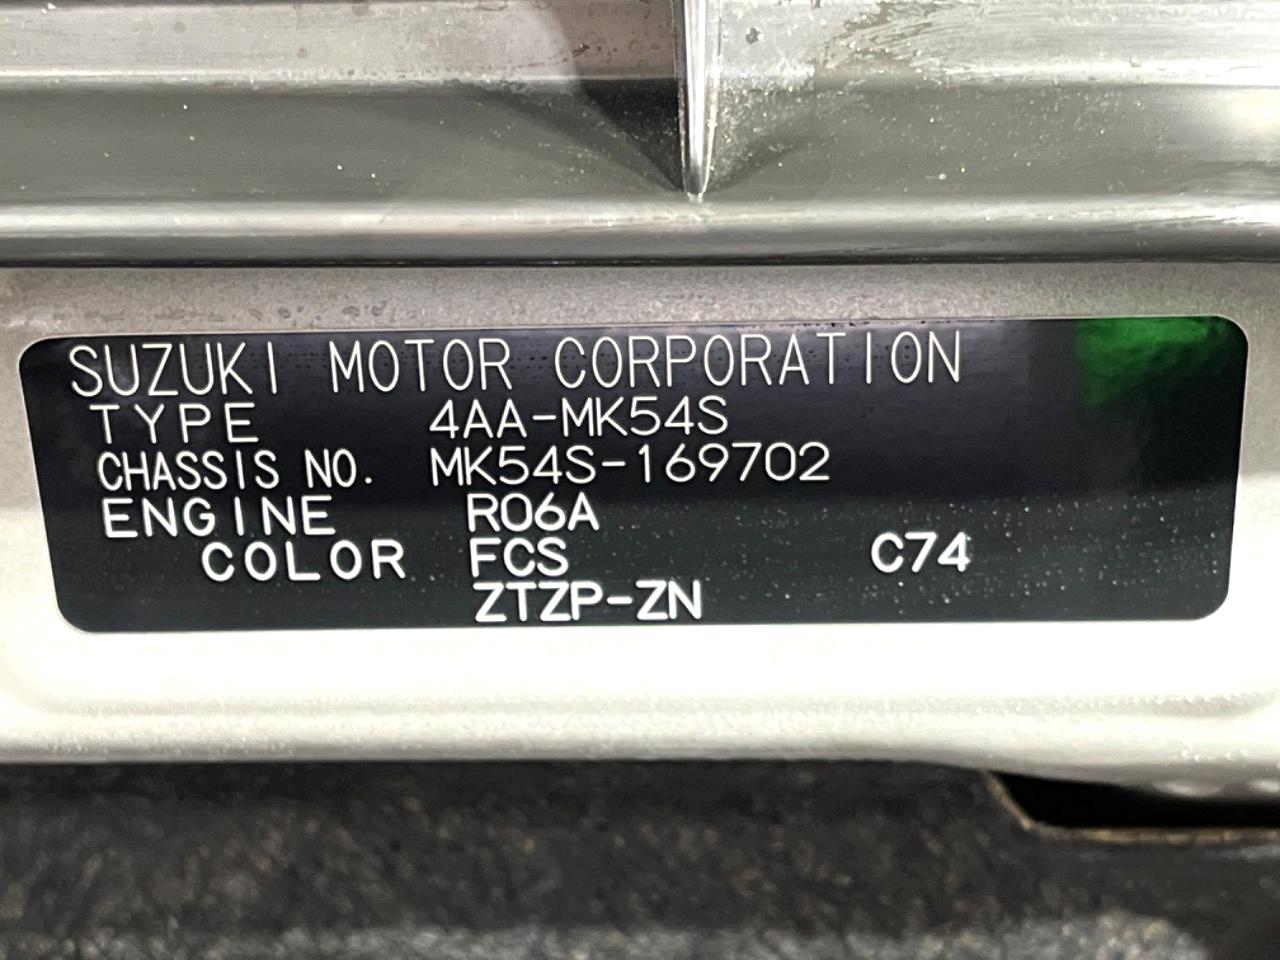 SUZUKI MOTOR CORPORATION
TYPE 4AA-MK54S
CHASSIS NO. MK54S-169702
ENGINE R06A
COLOR FCS C74
ZTZP-ZN